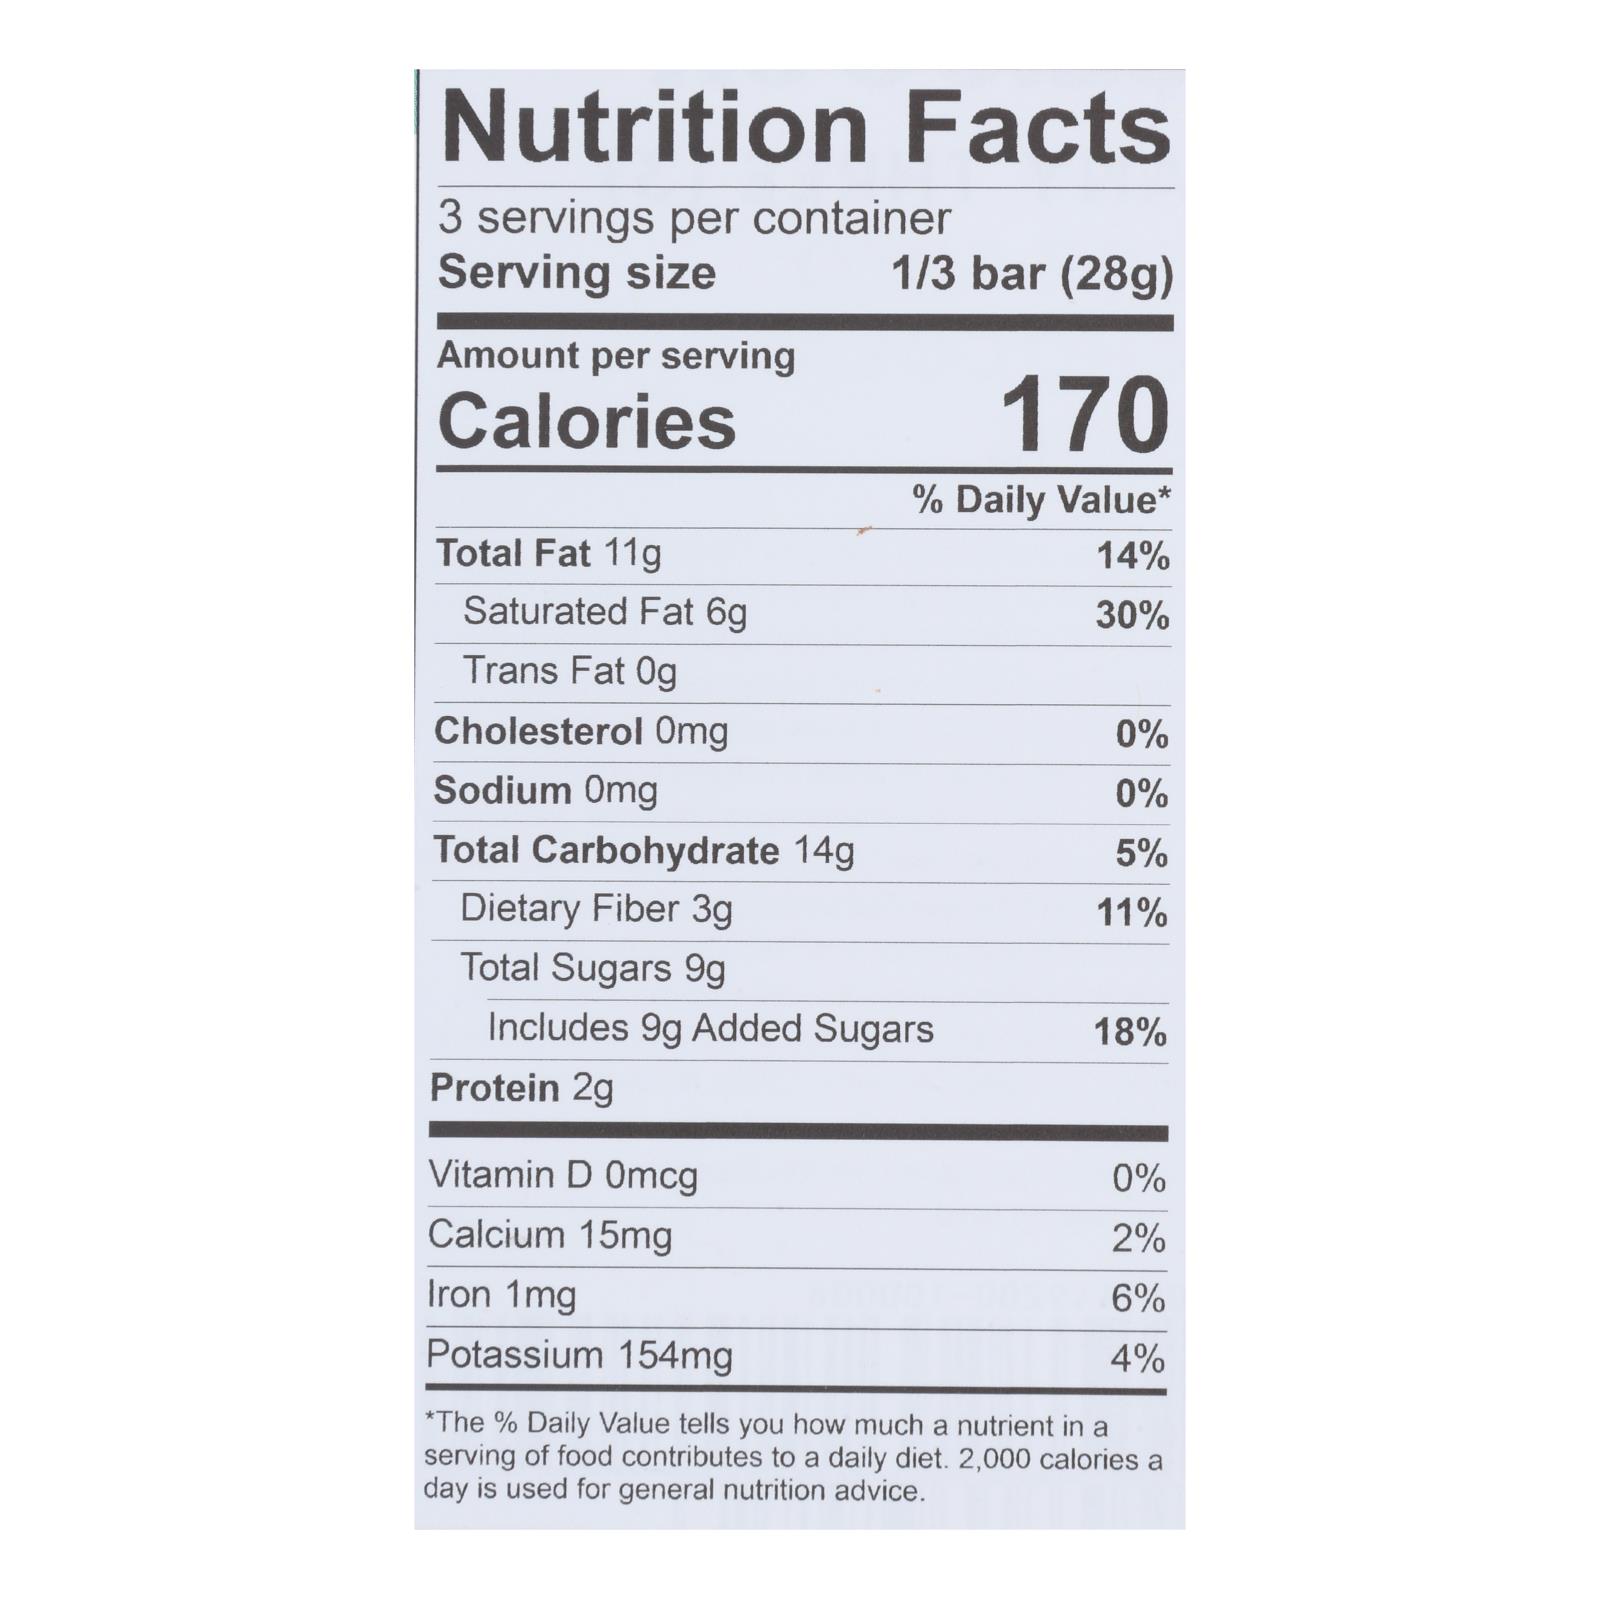 Nutrition Facts
3 servings per container
Serving size 1/3 bar (28g)
Amount per serving
Calories 170
% Daily Value*
Total Fat 11g 14%
Saturated Fat 6g 30%
Trans Fat 0g
Cholesterol 0mg 0%
Sodium 0mg 0%
Total Carbohydrate 14g 5%
Dietary Fiber 3g 11%
Total Sugars 9g
Includes 9g Added Sugars 18%
Protein 2g
Vitamin D 0mcg 0%
Calcium 15mg 2%
Iron 1mg 6%
Potassium 154mg 4%
*The % Daily Value tells you how much a nutrient in a
serving of food contributes to a daily diet. 2,000 calories a
day is used for general nutrition advice.